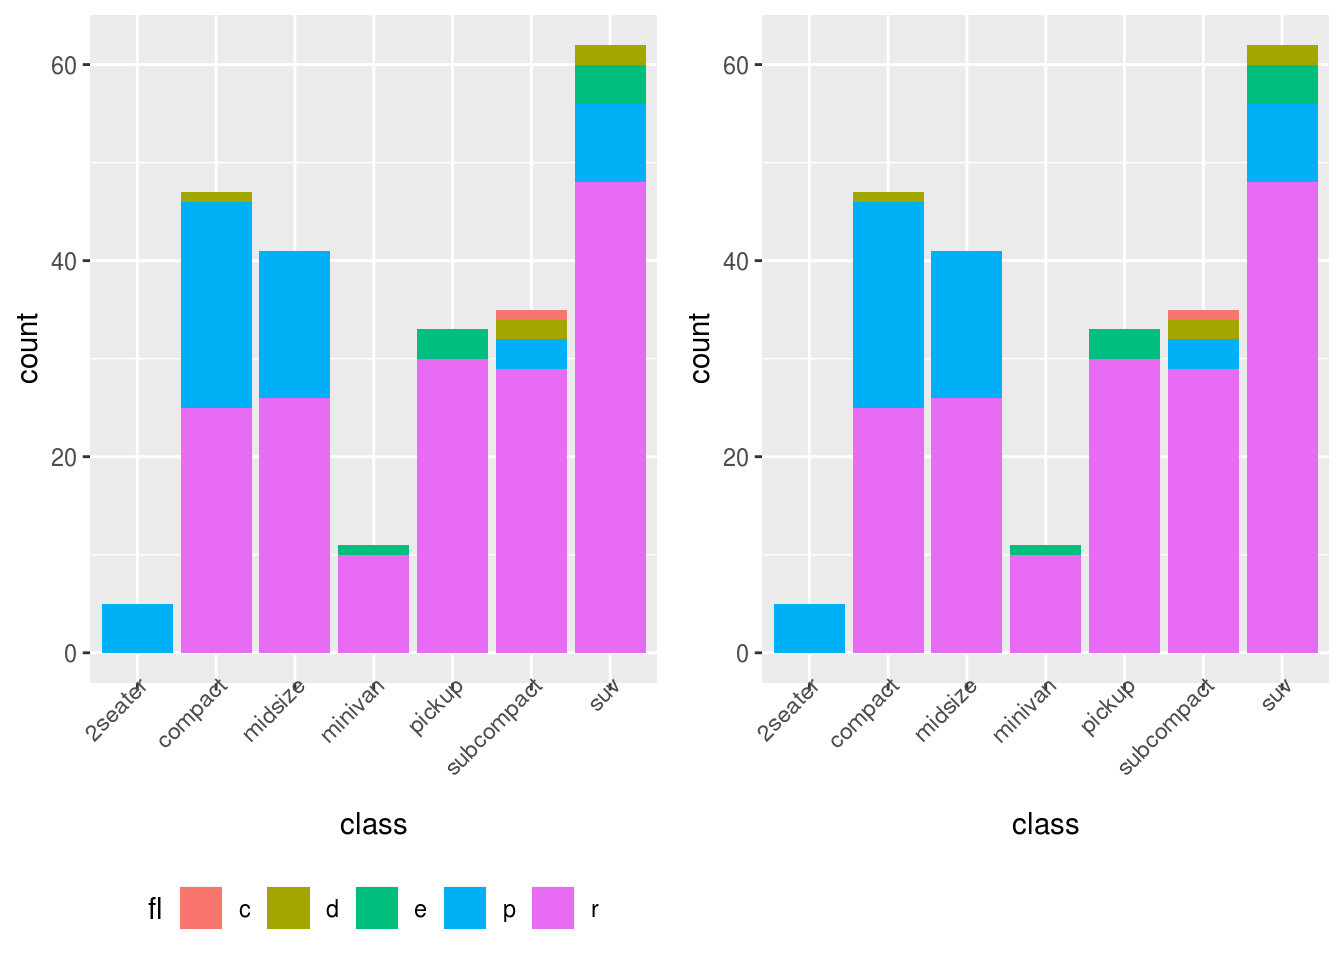 60
40
20
0
count
2seater
compact
midsize
minivan
pickup
subcompact
suv
class
fl c d e p r
60
40
20
0
count
2seater
compact
midsize
minivan
pickup
subcompact
suv
class